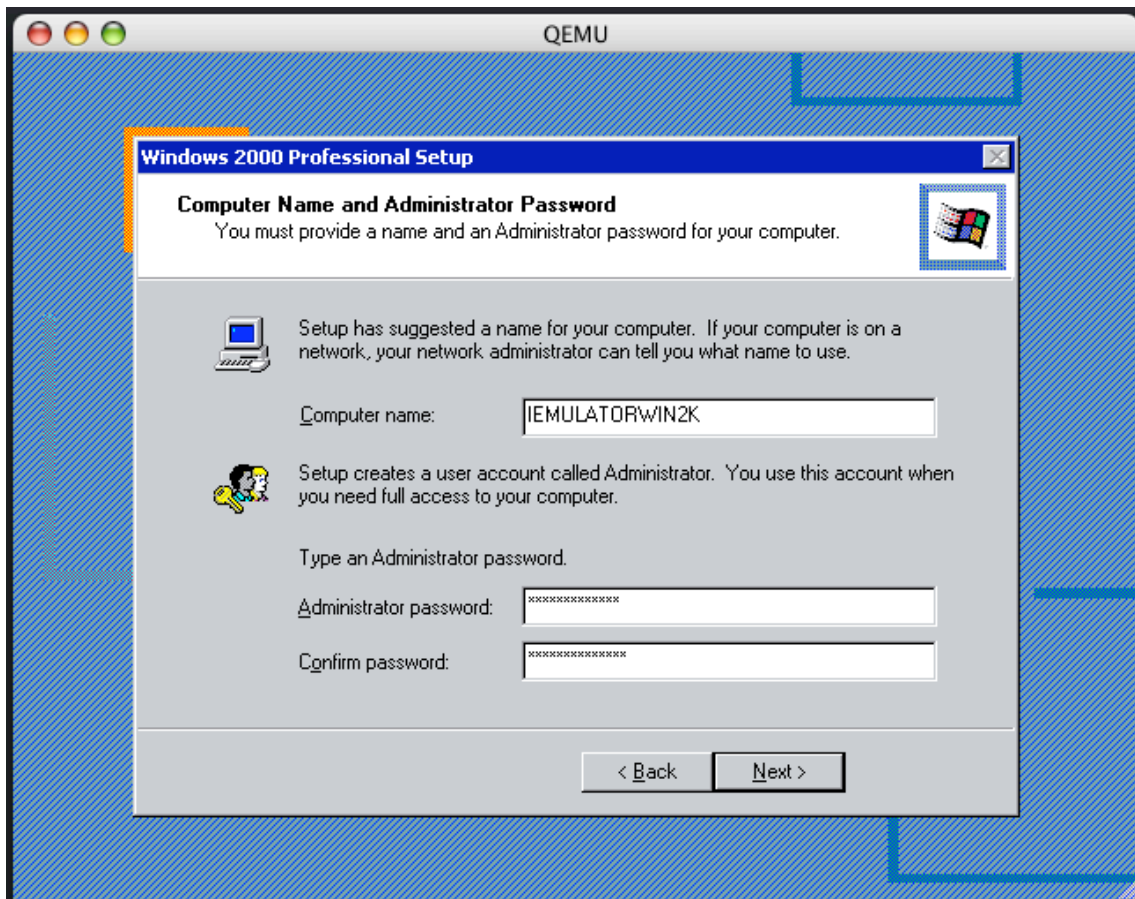 QEMU
Windows 2000 Professional Setup
Computer Name and Administrator Password
You must provide a name and an Administrator password for your computer.
Setup has suggested a name for your computer. If your computer is on a
network, your network administrator can tell you what name to use.
Computer name: IEMULATORWIN2K
Setup creates a user account called Administrator. You use this account when
you need full access to your computer.
Type an Administrator password.
Administrator password: *************
Confirm password: **************
< Back Next >